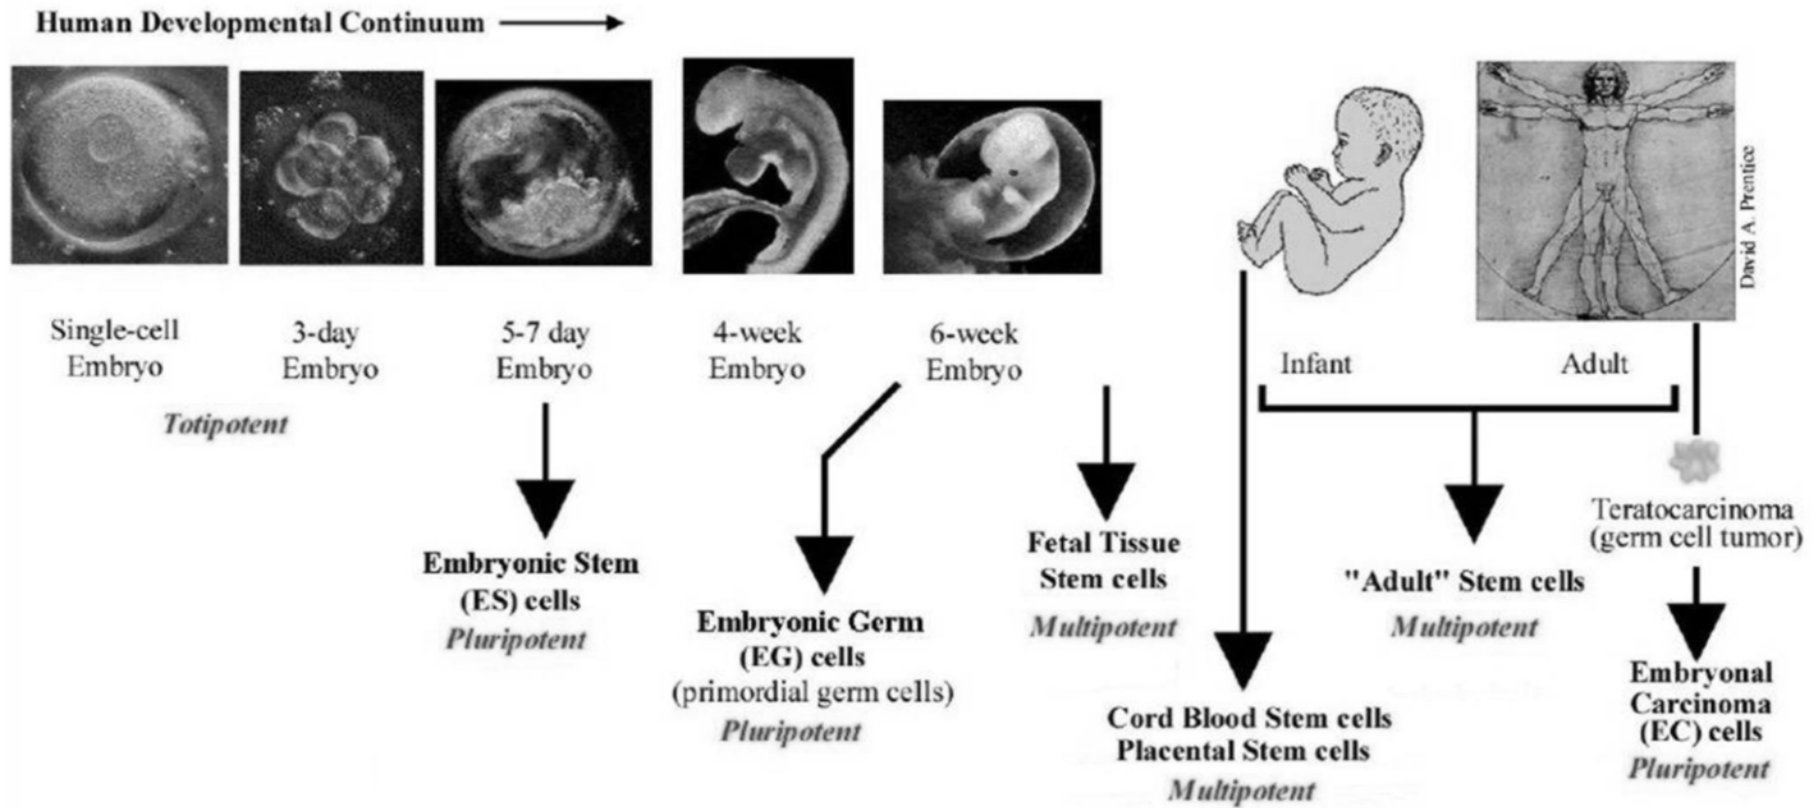 Human Developmental Continuum
David A. Prentice
Single-cell
Embryo
3-day
Embryo
5-7 day
Embryo
4-week
Embryo
6-week
Embryo
Infant
Adult
Totipotent
Embryonic Stem
(ES) cells
Pluripotent
Embryonic Germ
(EG) cells
(primordial germ cells)
Pluripotent
Fetal Tissue
Stem cells
Multipotent
Cord Blood Stem cells
Placental Stem cells
Multipotent
"Adult" Stem cells
Multipotent
Teratocarcinoma
(germ cell tumor)
Embryonal
Carcinoma
(EC) cells
Pluripotent